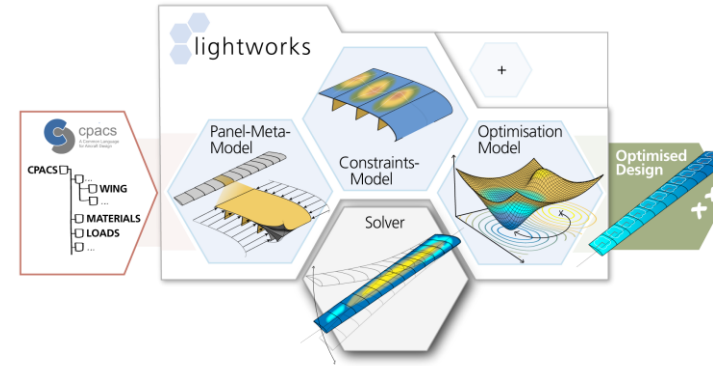 lightworks
+
cpacs
A Common Language
for Aircraft Design
CPACS
...
WING
...
MATERIALS
LOADS
...
Panel-Meta-
Model
Constraints-
Model
Optimisation
Model
x
Solver
Optimised
Design
++